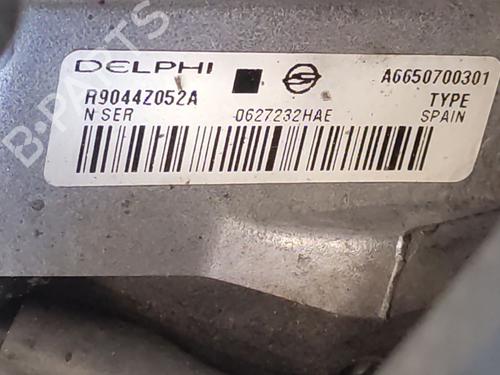 DELPHI
A6650700301
R9044Z052A
TYPE
N SER
0627232HAE
SPAIN
B-PARTS